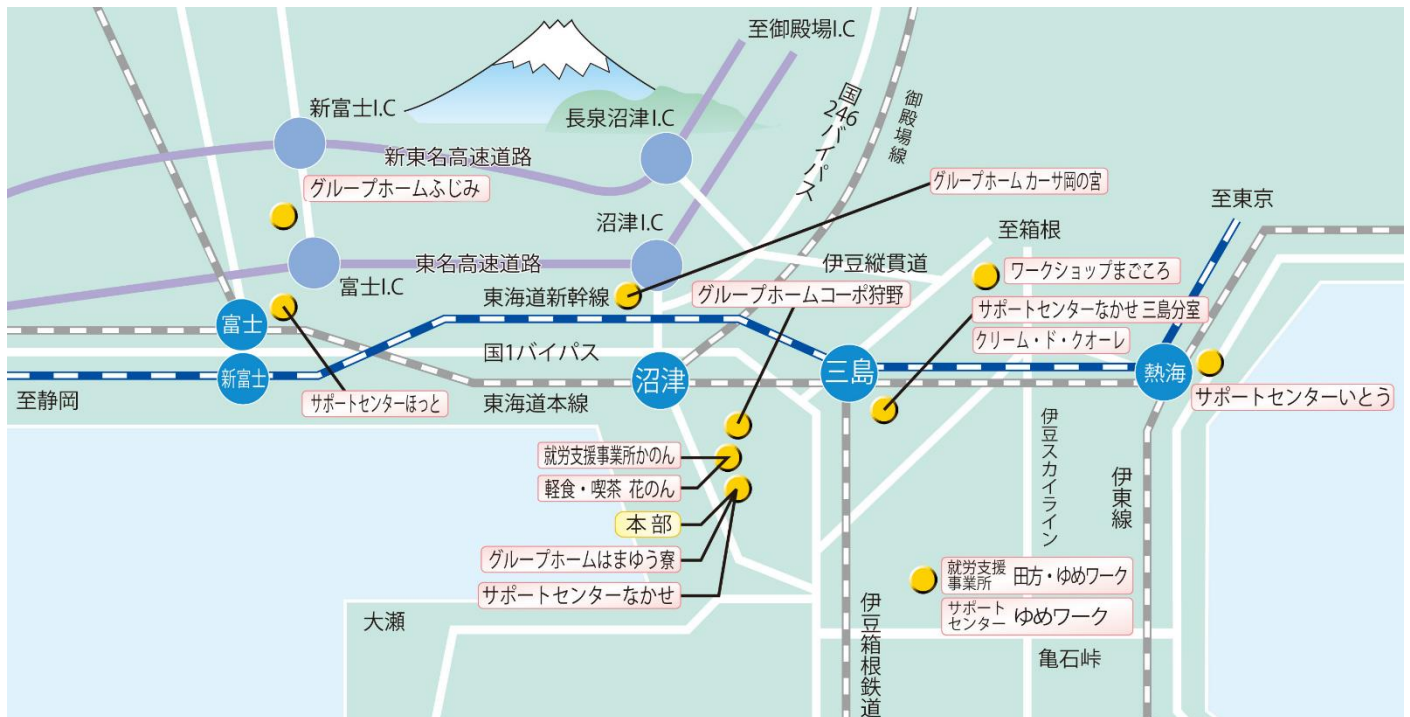 至御殿場I.C
新富士I.C
長泉沼津I.C
国246バイパス
御殿場線
新東名高速道路
グループホームふじみ
グループホーム カーサ岡の宮
至東京
沼津I.C
至箱根
東名高速道路
伊豆縦貫道
ワークショップまごころ
富士I.C
東海道新幹線
グループホームコーポ狩野
サポートセンターなかせ 三島分室
クリーム・ド・クオーレ
富士
国1バイパス
新富士
沼津
三島
熱海
至静岡
サポートセンターほっと
東海道本線
サポートセンターいとう
就労支援事業所かのん
軽食・喫茶 花のん
伊豆スカイライン
伊東線
本部
グループホームはまゆう寮
サポートセンターなかせ
就労支援
事業所 田方・ゆめワーク
サポート
センター ゆめワーク
大瀬
伊豆箱根鉄道
亀石峠